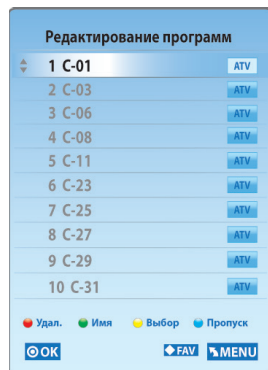 Редактирование программ
1 C-01 ATV
2 C-03 ATV
3 C-06 ATV
4 C-08 ATV
5 C-11 ATV
6 C-23 ATV
7 C-25 ATV
8 C-27 ATV
9 C-29 ATV
10 C-31 ATV
Удал. Имя Выбор Пропуск
OK FAV MENU